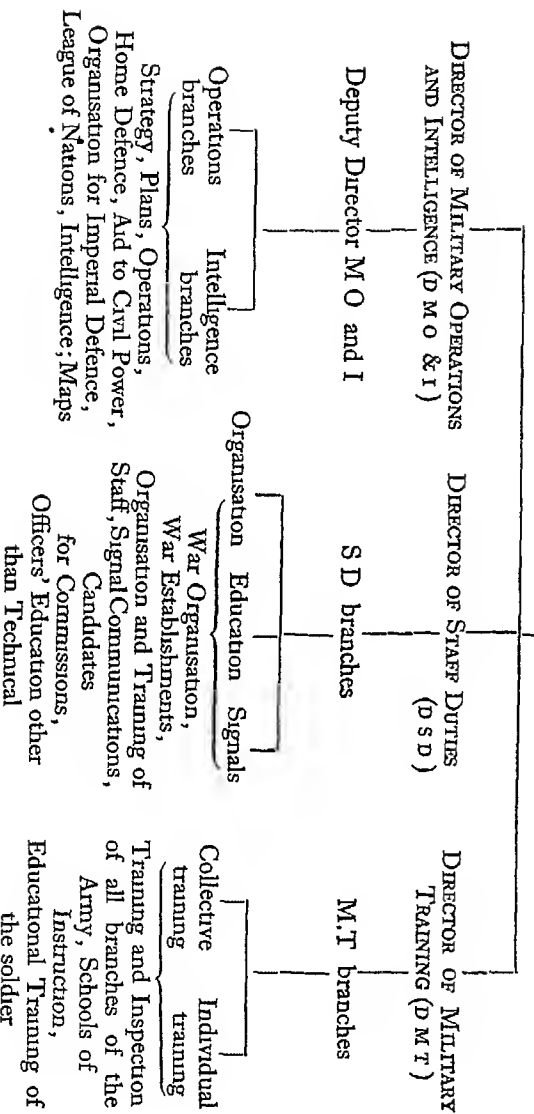 DIRECTOR OF MILITARY OPERATIONS
AND INTELLIGENCE (D M O & I)
Deputy Director M O and I
Operations branches
Intelligence branches
Strategy, Plans, Operations,
Home Defence, Aid to Civil Power,
Organisation for Imperial Defence,
League of Nations, Intelligence; Maps
DIRECTOR OF STAFF DUTIES
(D S D)
S D branches
Organisation Education Signals
War Organisation,
War Establishments,
Organisation and Training of
Staff, Signal Communications,
Candidates
for Commissions,
Officers' Education other
than Technical
DIRECTOR OF MILITARY
TRAINING (D M T)
M.T branches
Collective training
Individual training
Training and Inspection
of all branches of the
Army, Schools of
Instruction,
Educational Training of
the soldier